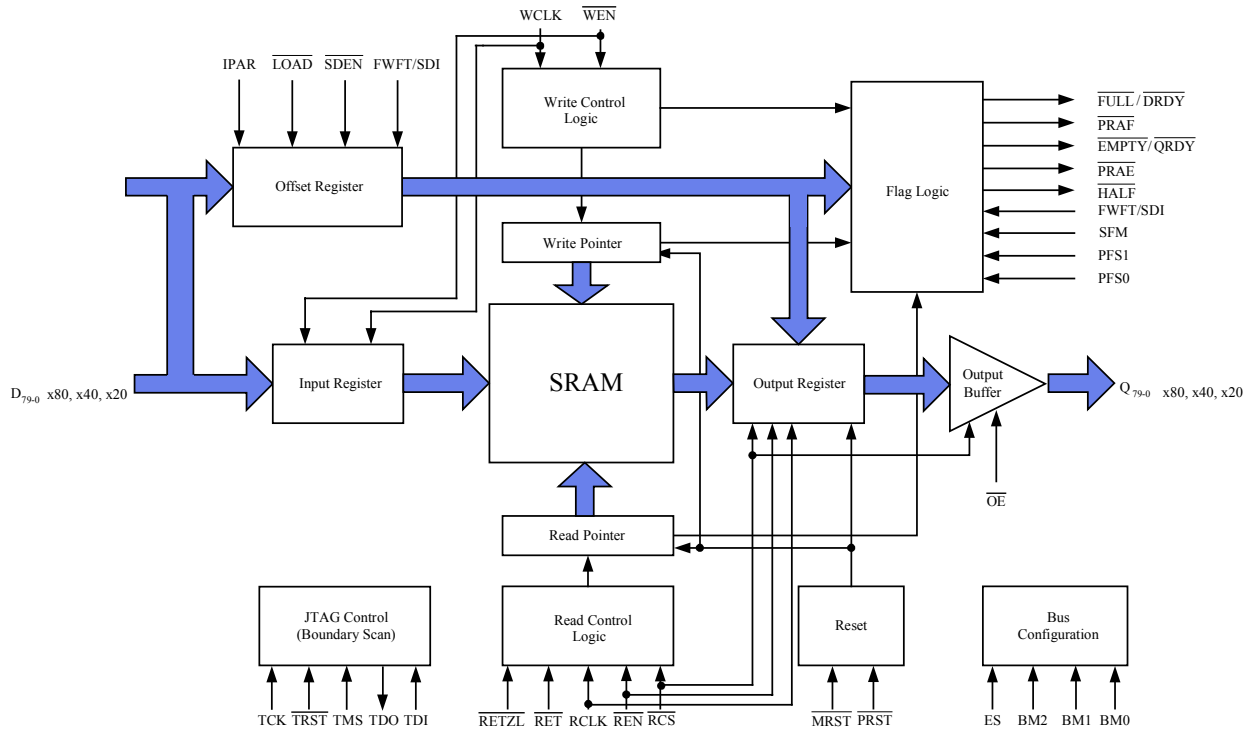 WCLK WEN
IPAR LOAD SDEN FWFT/SDI
Write Control
Logic
Offset Register
Flag Logic
FULL/DRDY
PRAF
EMPTY/QRDY
PRAE
HALF
FWFT/SDI
SFM
PFS1
PFS0
Write Pointer
D79-0 x80, x40, x20
Input Register
SRAM
Output Register
Output
Buffer
Q79-0 x80, x40, x20
OE
Read Pointer
JTAG Control
(Boundary Scan)
Read Control
Logic
Reset
Bus
Configuration
TCK TRST TMS TDO TDI
RETZL RET RCLK REN RCS
MRST PRST
ES BM2 BM1 BM0